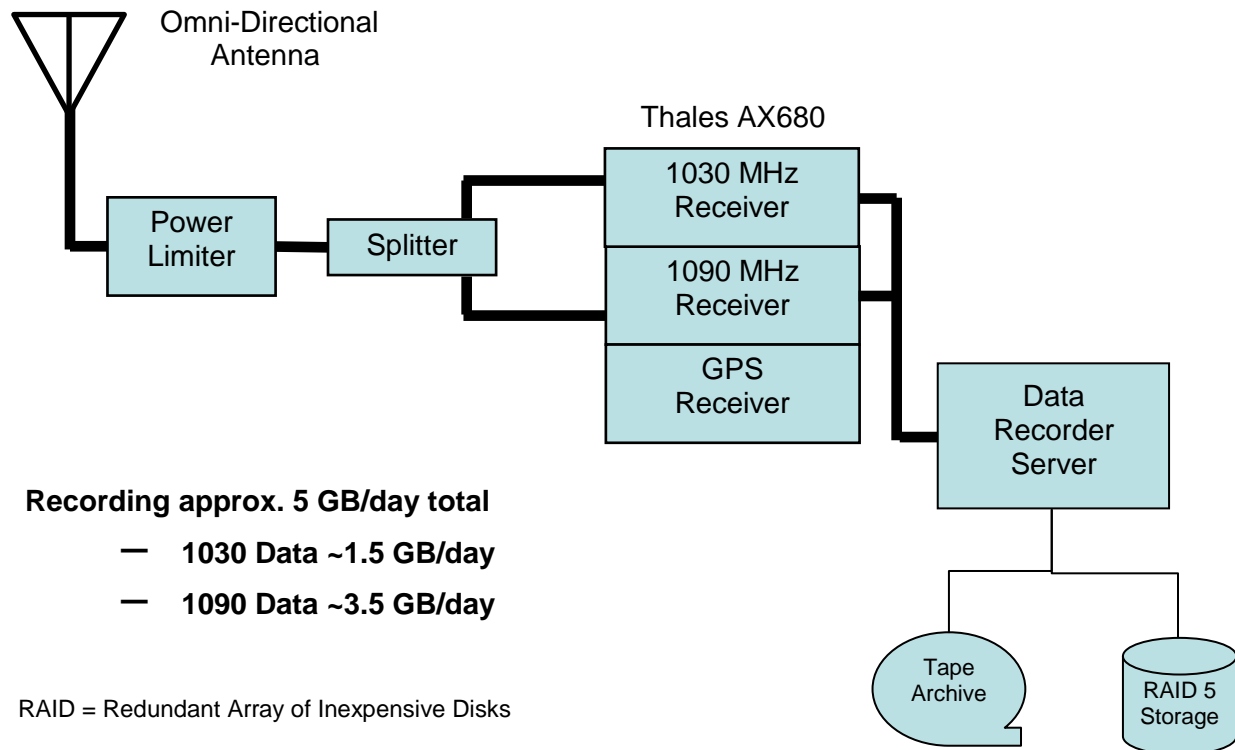 Omni-Directional
Antenna
Thales AX680
1030 MHz
Receiver
Power
Limiter
Splitter
1090 MHz
Receiver
GPS
Receiver
Data
Recorder
Server
Recording approx. 5 GB/day total
– 1030 Data ~1.5 GB/day
– 1090 Data ~3.5 GB/day
Tape
Archive
RAID 5
Storage
RAID = Redundant Array of Inexpensive Disks